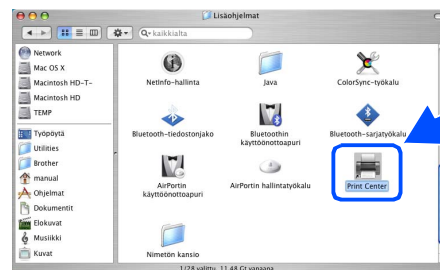 Lisäohjelmat
kaikkialta
Network
Mac OS X
Macintosh HD-T-
Macintosh HD
TEMP
Työpöytä
Utilities
Brother
manual
Ohjelmat
Dokumentit
Elokuvat
Musiikki
Kuvat
NetInfo-hallinta
Java
ColorSync-työkalu
Bluetooth-tiedostonjako
Bluetoothin
käyttöönottoapuri
Bluetooth-sarjatyökalu
AirPortin
käyttöönottoapuri
AirPortin hallintatyökalu
Print Center
Nimetön kansio
1/28 valittu, 11,48 Gt vapaana